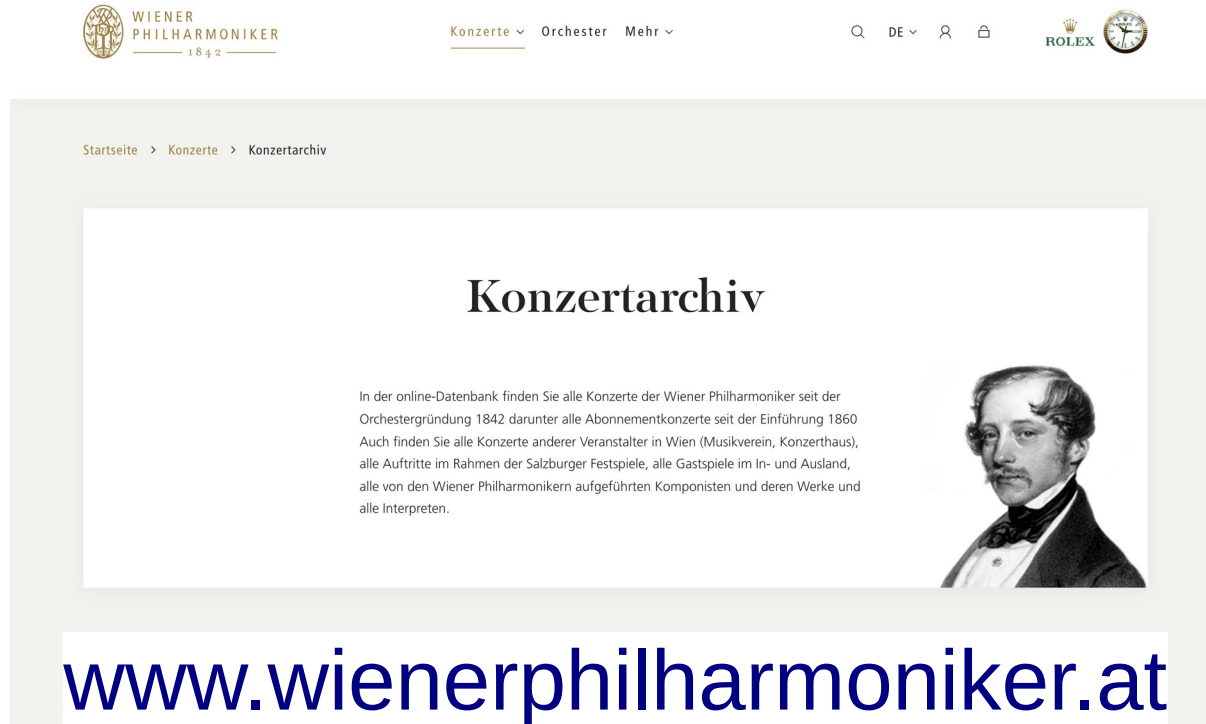 WIENER
PHILHARMONIKER
1842
Konzerte Orchester Mehr
DE
ROLEX
Startseite > Konzerte > Konzertarchiv
Konzertarchiv
In der online-Datenbank finden Sie alle Konzerte der Wiener Philharmoniker seit der
Orchestergründung 1842 darunter alle Abonnementkonzerte seit der Einführung 1860
Auch finden Sie alle Konzerte anderer Veranstalter in Wien (Musikverein, Konzerthaus),
alle Auftritte im Rahmen der Salzburger Festspiele, alle Gastspiele im In- und Ausland,
alle von den Wiener Philharmonikern aufgeführten Komponisten und deren Werke und
alle Interpreten.
www.wienerphilharmoniker.at